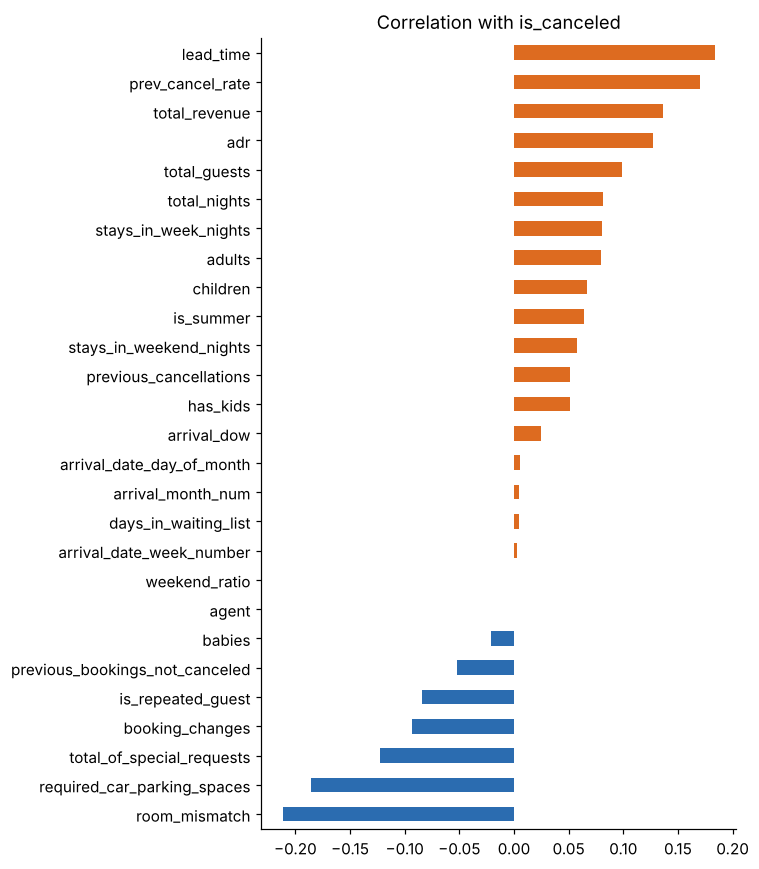 Correlation with is_canceled
lead_time
prev_cancel_rate
total_revenue
adr
total_guests
total_nights
stays_in_week_nights
adults
children
is_summer
stays_in_weekend_nights
previous_cancellations
has_kids
arrival_dow
arrival_date_day_of_month
arrival_month_num
days_in_waiting_list
arrival_date_week_number
weekend_ratio
agent
babies
previous_bookings_not_canceled
is_repeated_guest
booking_changes
total_of_special_requests
required_car_parking_spaces
room_mismatch
−0.20 −0.15 −0.10 −0.05 0.00 0.05 0.10 0.15 0.20